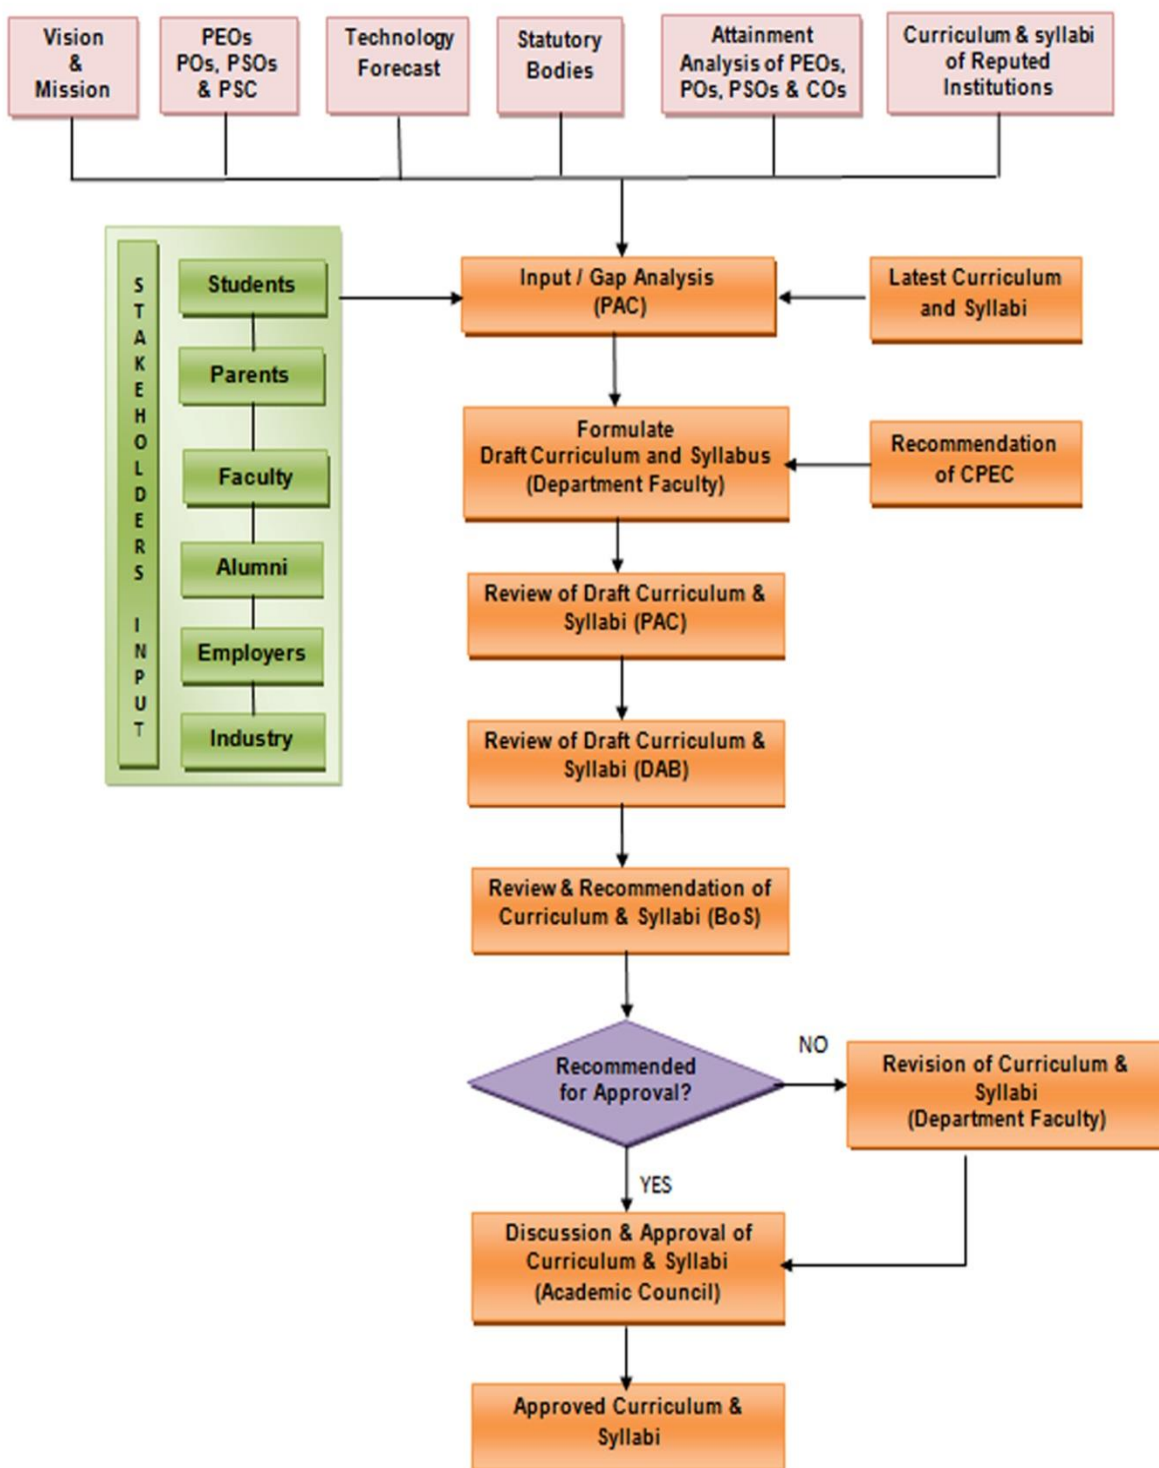 Vision
&
Mission
PEOs
POs, PSOs
& PSC
Technology
Forecast
Statutory
Bodies
Attainment
Analysis of PEOs,
POs, PSOs & COs
Curriculum & syllabi
of Reputed
Institutions
STAKEHOLDERS INPUT
Students
Parents
Faculty
Alumni
Employers
Industry
Input / Gap Analysis
(PAC)
Latest Curriculum
and Syllabi
Formulate
Draft Curriculum and Syllabus
(Department Faculty)
Recommendation
of CPEC
Review of Draft Curriculum &
Syllabi (PAC)
Review of Draft Curriculum &
Syllabi (DAB)
Review & Recommendation of
Curriculum & Syllabi (BoS)
Recommended
for Approval?
NO
Revision of Curriculum &
Syllabi
(Department Faculty)
YES
Discussion & Approval of
Curriculum & Syllabi
(Academic Council)
Approved Curriculum &
Syllabi